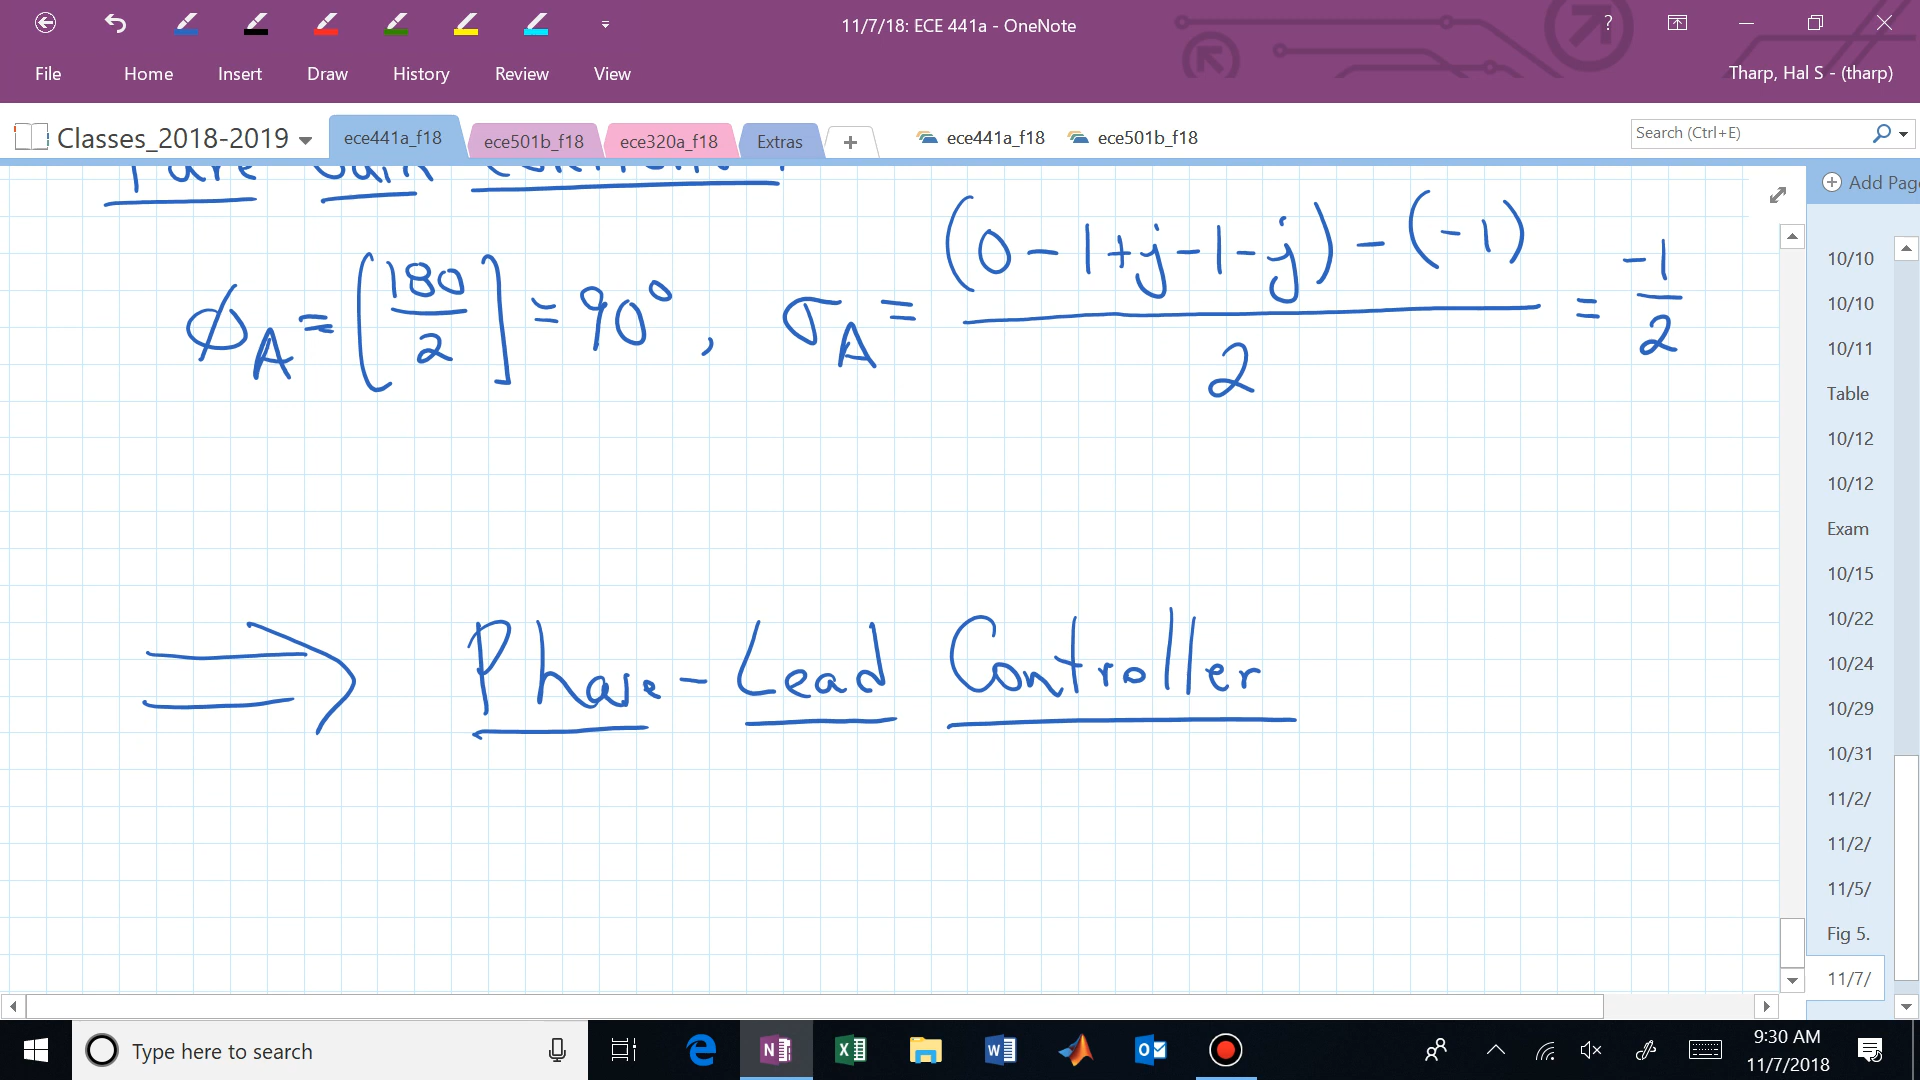 11/7/18: ECE 441a - OneNote
?
File Home Insert Draw History Review View
Tharp, Hal S - (tharp)
Classes_2018-2019
ece441a_f18
ece501b_f18
ece320a_f18
Extras
ece441a_f18
ece501b_f18
Search (Ctrl+E)
Add Page
Pure Gain
ϕ_A = [180/2] = 90°, σ_A = ((0 - 1 + j - 1 - j) - (-1))/2 = -1/2
⇒ Phase-Lead Controller
10/10
10/10
10/11
Table
10/12
10/12
Exam
10/15
10/22
10/24
10/29
10/31
11/2/
11/2/
11/5/
Fig 5.
11/7/
Type here to search
9:30 AM
11/7/2018